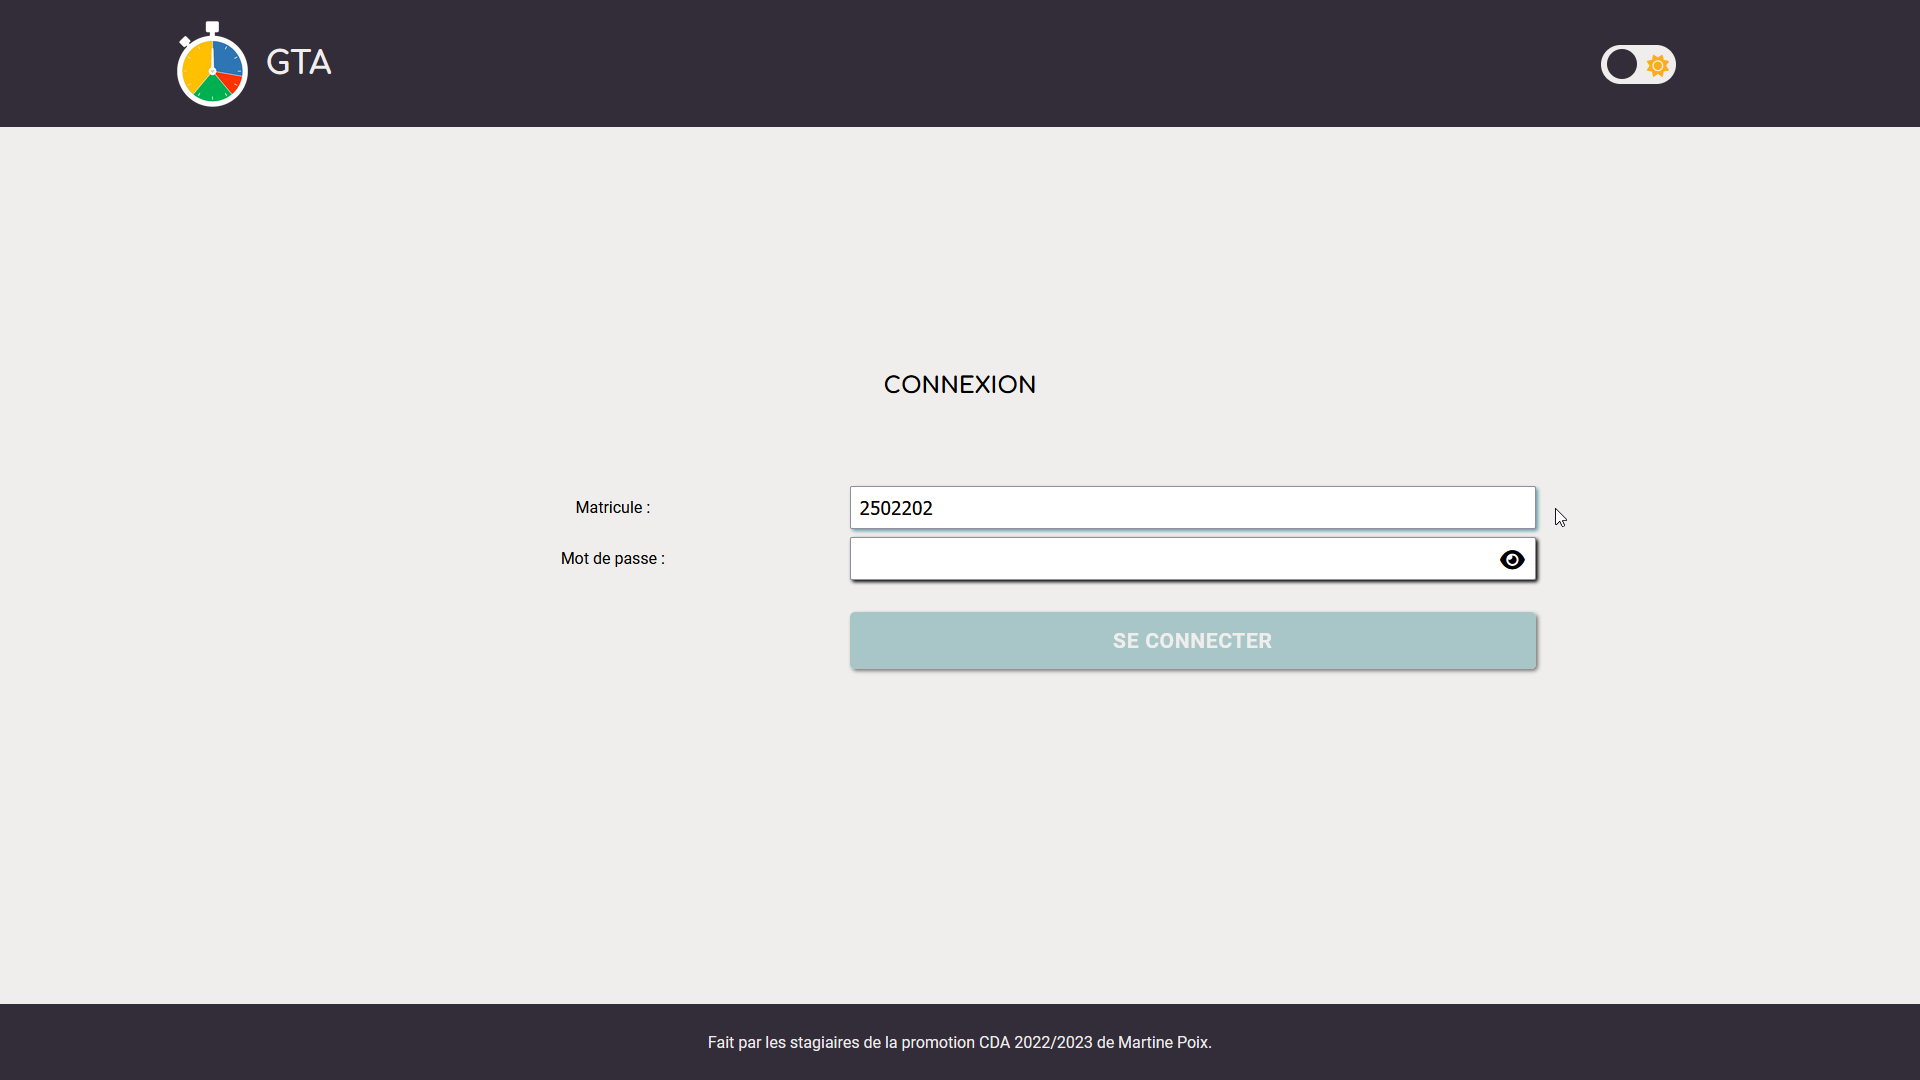 GTA
CONNEXION
Matricule :
2502202
Mot de passe :
SE CONNECTER
Fait par les stagiaires de la promotion CDA 2022/2023 de Martine Poix.